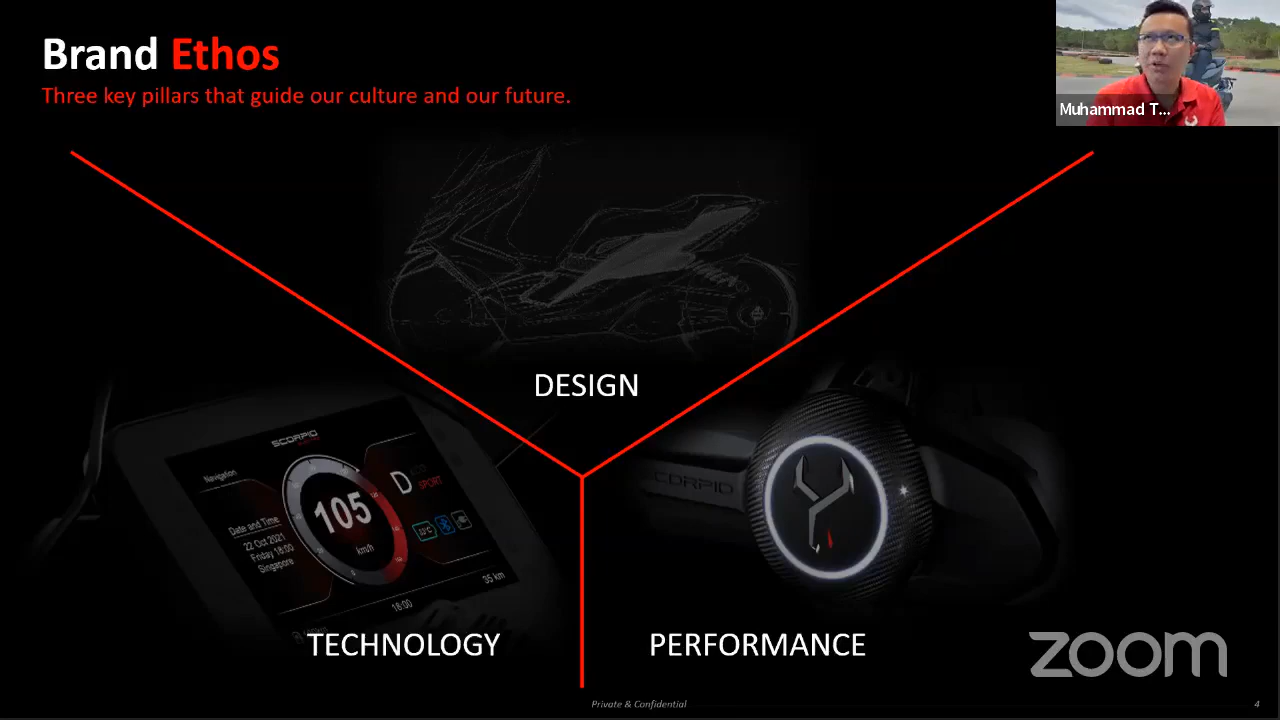 Brand Ethos
Three key pillars that guide our culture and our future.
Muhammad T...
DESIGN
SCORPIO
Navigation
D
SPORT
105
km/h
Date and Time
22 Oct 2021
Friday 18:00
Singapore
33°C
35 km
18:00
CORPIO
TECHNOLOGY
PERFORMANCE
zoom
Private & Confidential
4